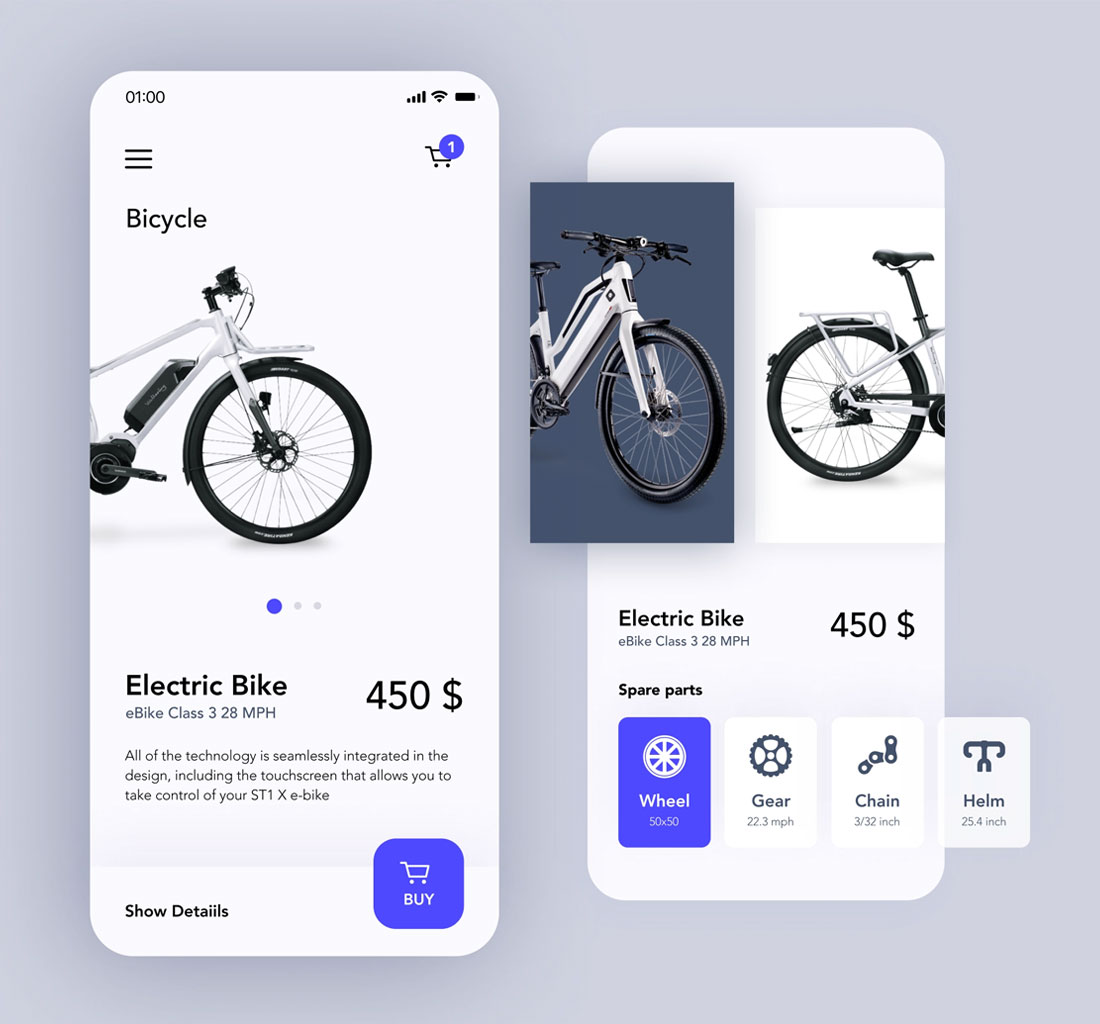 01:00
1
Bicycle
Electric Bike
450 $
eBike Class 3 28 MPH
All of the technology is seamlessly integrated in the
design, including the touchscreen that allows you to
take control of your ST1 X e-bike
Show Detaiils
BUY
Electric Bike
450 $
eBike Class 3 28 MPH
Spare parts
Wheel
50x50
Gear
22.3 mph
Chain
3/32 inch
Helm
25.4 inch